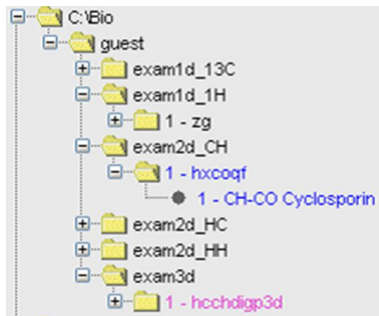 C:\Bio
guest
exam1d_13C
exam1d_1H
1 - zg
exam2d_CH
1 - hxcoqf
1 - CH-CO Cyclosporin
exam2d_HC
exam2d_HH
exam3d
1 - hcchdigp3d